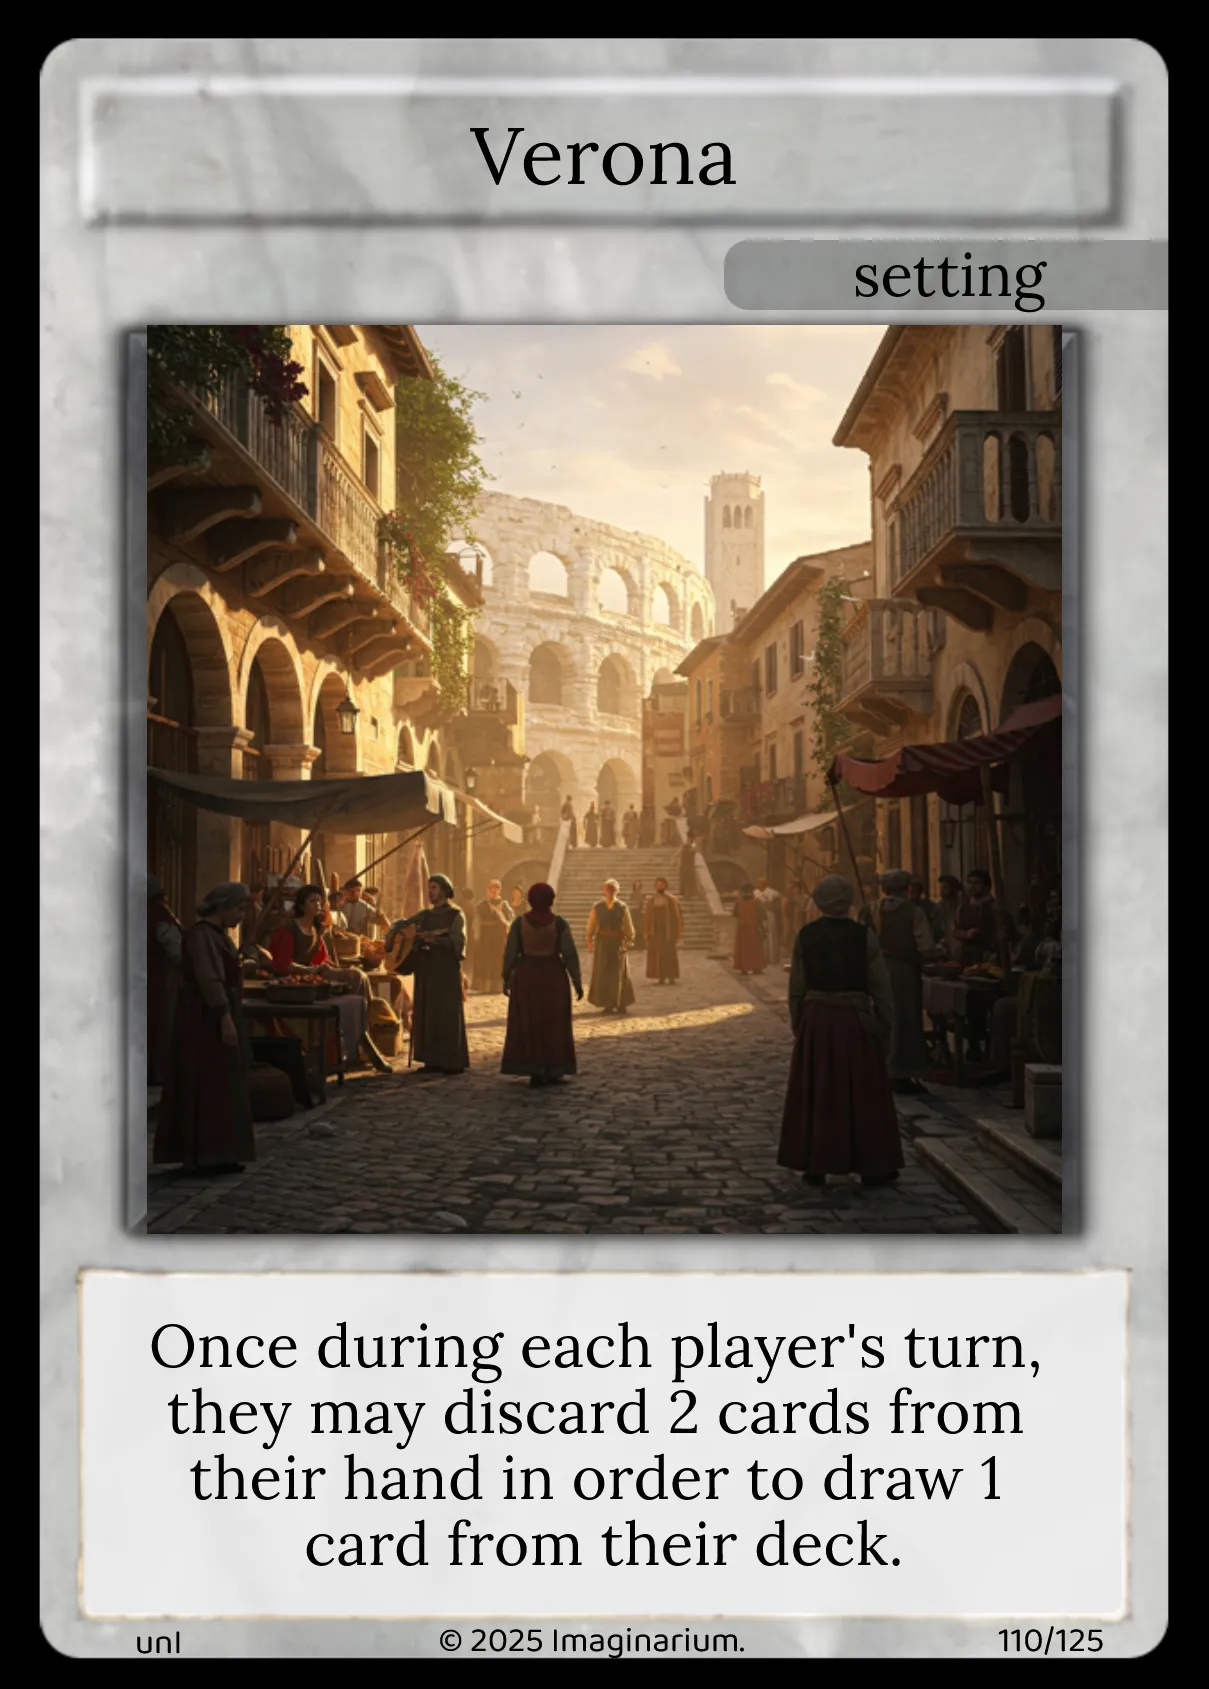 Verona
setting
Once during each player's turn,
they may discard 2 cards from
their hand in order to draw 1
card from their deck.
unl
© 2025 Imaginarium.
110/125